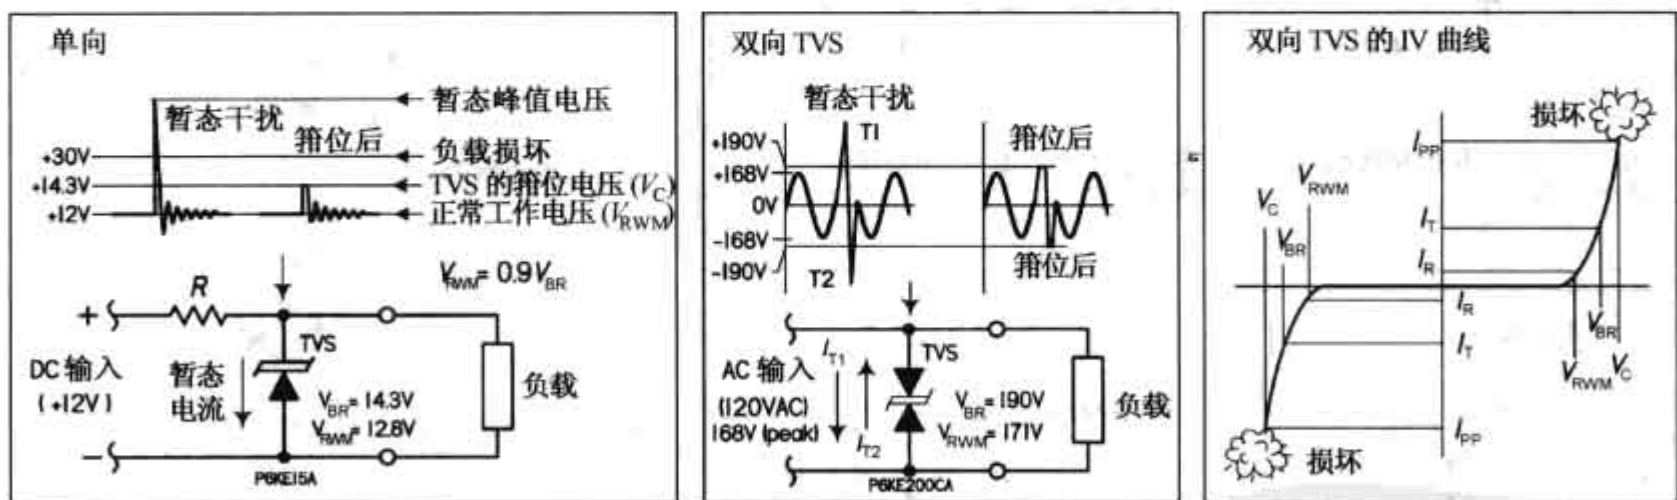 单向
暂态峰值电压
暂态干扰
箝位后
负载损坏
+30V
+14.3V
TVS 的箝位电压 (VC)
+12V
正常工作电压 (VRWM)
VRWM = 0.9VBR
R
+
TVS
DC 输入
(+12V)
暂态
电流
VBR = 14.3V
VRWM = 12.8V
负载
−
P6KE15A
双向 TVS
暂态干扰
T1
箝位后
+190V
+168V
0V
−168V
−190V
T2
箝位后
IT1
TVS
AC 输入
(120VAC)
168V (peak)
IT2
VBR = 190V
VRWM = 171V
负载
P6KE200CA
双向 TVS 的 IV 曲线
损坏
IPP
VRWM
VC
IT
VBR
IR
IR
VBR
IT
VRWM
VC
IPP
损坏